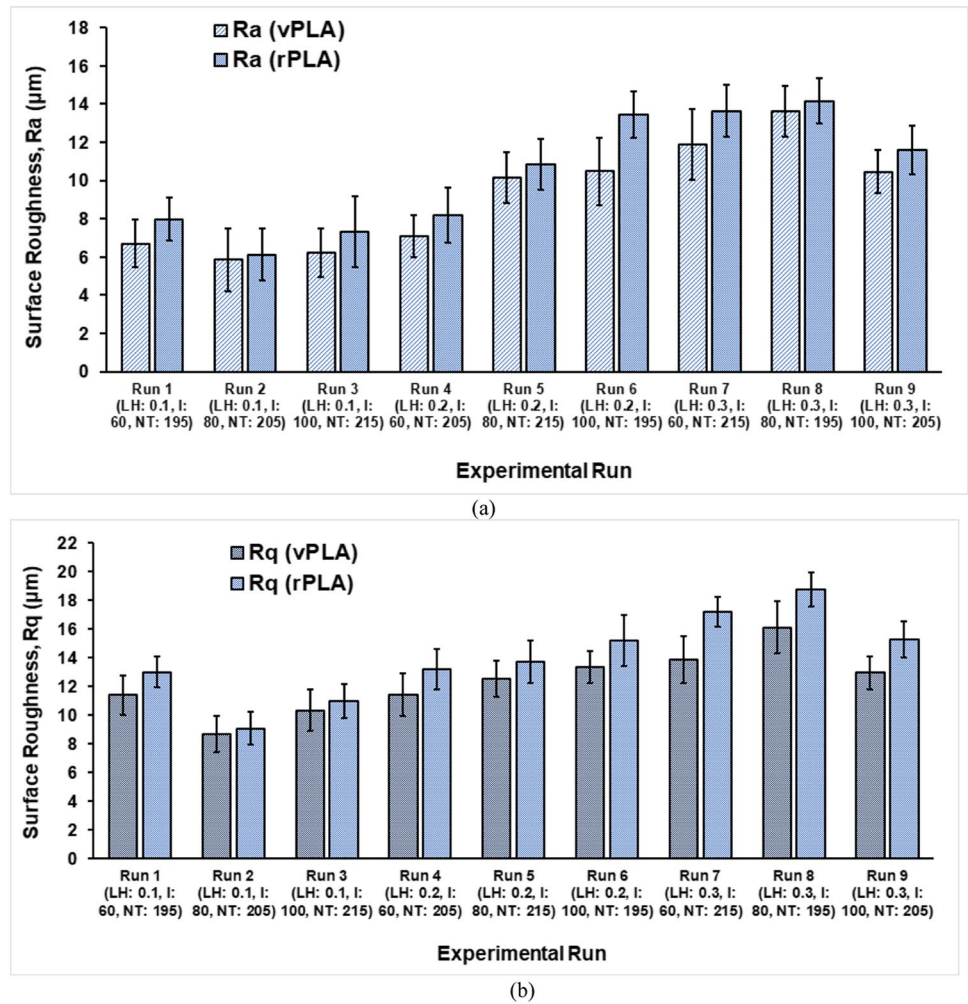 18
16
14
12
10
8
6
4
2
0
Surface Roughness, Ra (µm)
Ra (vPLA)
Ra (rPLA)
Run 1 Run 2 Run 3 Run 4 Run 5 Run 6 Run 7 Run 8 Run 9
(LH: 0.1, I: (LH: 0.1, I: (LH: 0.1, I: (LH: 0.2, I: (LH: 0.2, I: (LH: 0.2, I: (LH: 0.3, I: (LH: 0.3, I: (LH: 0.3, I:
60, NT: 195) 80, NT: 205) 100, NT: 215) 60, NT: 205) 80, NT: 215) 100, NT: 195) 60, NT: 215) 80, NT: 195) 100, NT: 205)
Experimental Run
(a)
22
20
18
16
14
12
10
8
6
4
2
0
Surface Roughness, Rq (µm)
Rq (vPLA)
Rq (rPLA)
Run 1 Run 2 Run 3 Run 4 Run 5 Run 6 Run 7 Run 8 Run 9
(LH: 0.1, I: (LH: 0.1, I: (LH: 0.1, I: (LH: 0.2, I: (LH: 0.2, I: (LH: 0.2, I: (LH: 0.3, I: (LH: 0.3, I: (LH: 0.3, I:
60, NT: 195) 80, NT: 205) 100, NT: 215) 60, NT: 205) 80, NT: 215) 100, NT: 195) 60, NT: 215) 80, NT: 195) 100, NT: 205)
Experimental Run
(b)